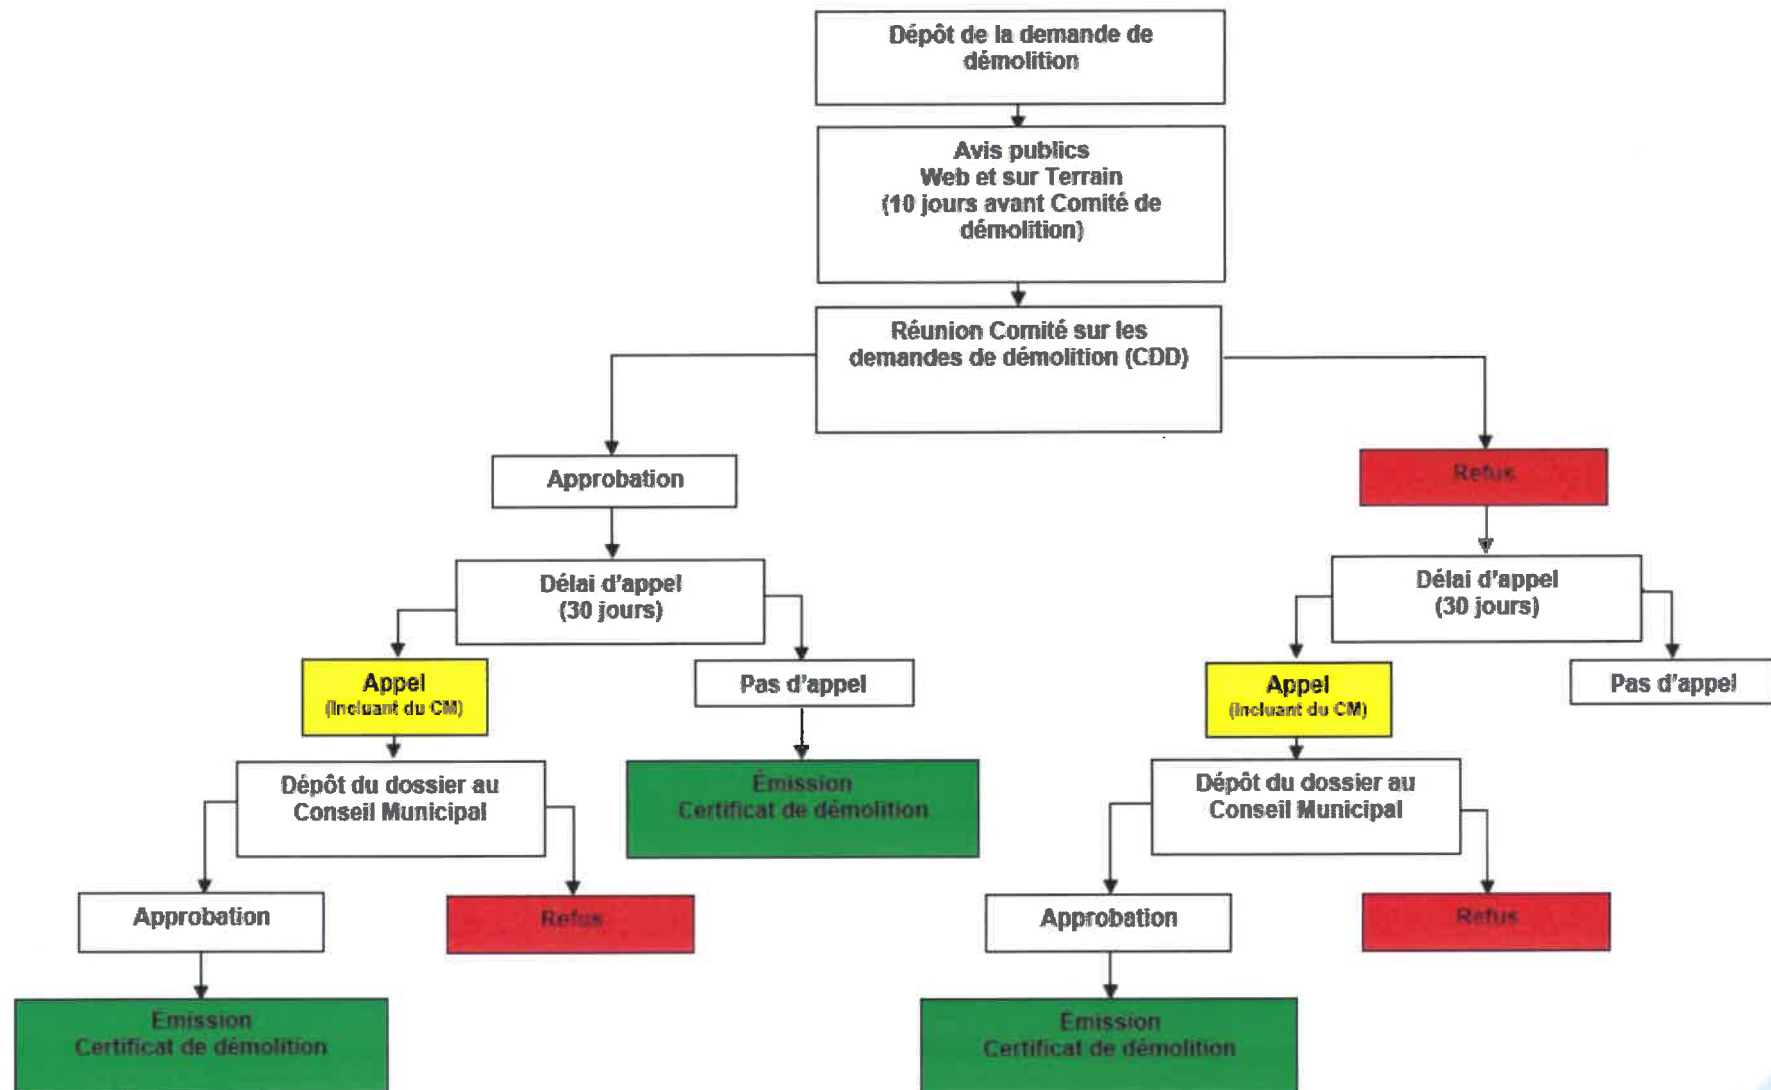 Dépôt de la demande de
démolition
Avis publics
Web et sur Terrain
(10 jours avant Comité de
démolition)
Réunion Comité sur les
demandes de démolition (CDD)
Approbation
Refus
Délai d'appel
(30 jours)
Délai d'appel
(30 jours)
Appel
(Incluant du CM)
Pas d'appel
Appel
(Incluant du CM)
Pas d'appel
Dépôt du dossier au
Conseil Municipal
Émission
Certificat de démolition
Dépôt du dossier au
Conseil Municipal
Approbation
Refus
Approbation
Refus
Émission
Certificat de démolition
Émission
Certificat de démolition